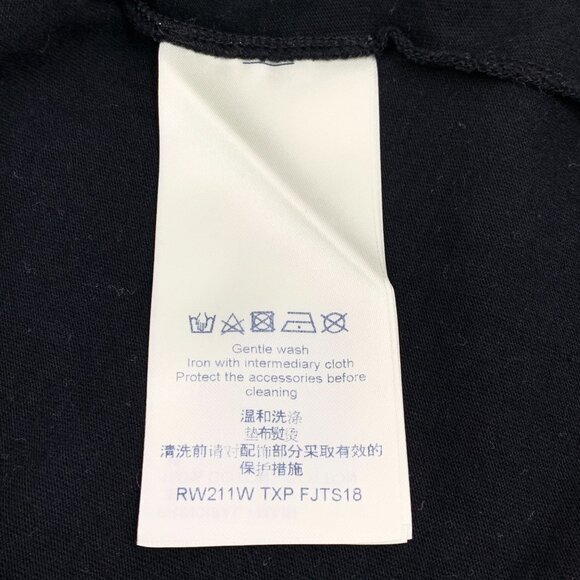 Gentle wash
Iron with intermediary cloth
Protect the accessories before
cleaning
温和洗涤
垫布熨烫
清洗前请对配饰部分采取有效的
保护措施
RW211W TXP FJTS18